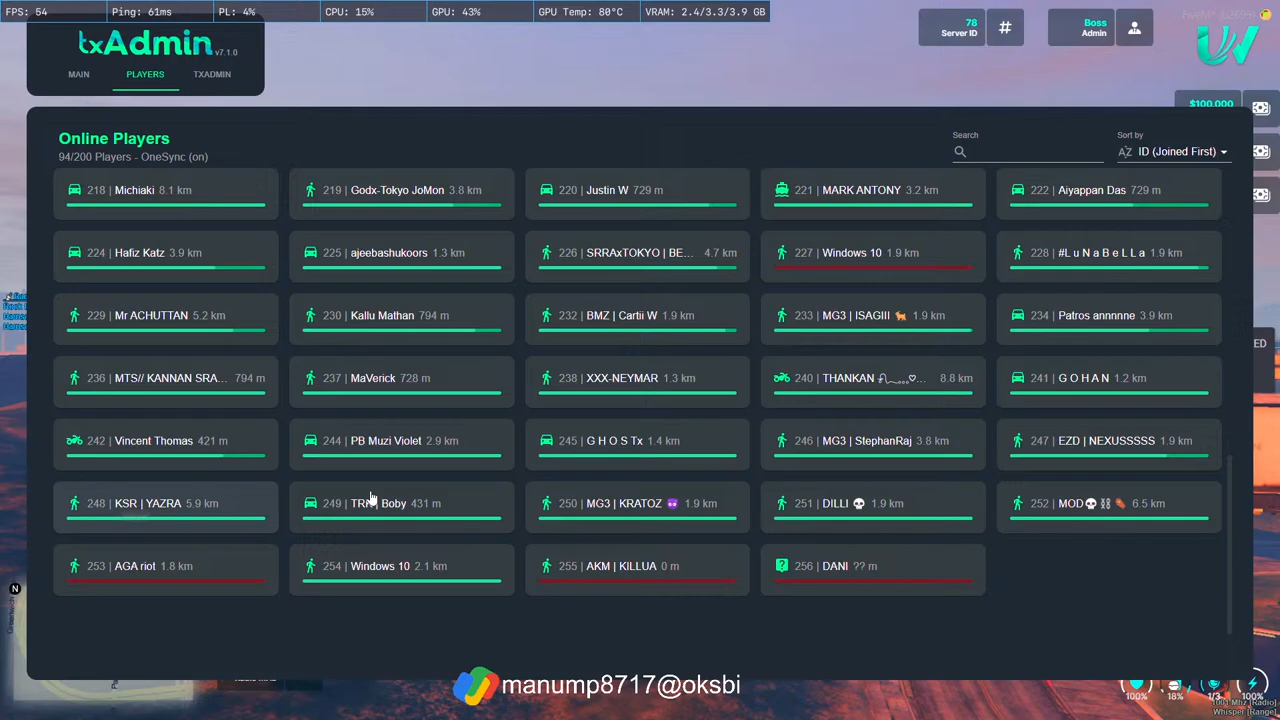 FPS: 54 Ping: 61ms PL: 4% CPU: 15% GPU: 43% GPU Temp: 80°C VRAM: 2.4/3.3/3.9 GB
txAdmin v7.1.0
MAIN PLAYERS TXADMIN
78
Server ID
#
Boss
Admin
$100,000
Online Players
94/200 Players - OneSync (on)
Search
Sort by
ID (Joined First)
218 | Michiaki 8.1 km
219 | Godx-Tokyo JoMon 3.8 km
220 | Justin W 729 m
221 | MARK ANTONY 3.2 km
222 | Aiyappan Das 729 m
224 | Hafiz Katz 3.9 km
225 | ajeebashukoors 1.3 km
226 | SRRAxTOKYO | BE... 4.7 km
227 | Windows 10 1.9 km
228 | #L u N a B e L L a 1.9 km
229 | Mr ACHUTTAN 5.2 km
230 | Kallu Mathan 794 m
232 | BMZ | Cartii W 1.9 km
233 | MG3 | ISAGIII 🐈 1.9 km
234 | Patros annnnne 3.9 km
236 | MTS// KANNAN SRA... 794 m
237 | MaVerick 728 m
238 | XXX-NEYMAR 1.3 km
240 | THANKAN 8.8 km
241 | G O H A N 1.2 km
242 | Vincent Thomas 421 m
244 | PB Muzi Violet 2.9 km
245 | G H O S Tx 1.4 km
246 | MG3 | StephanRaj 3.8 km
247 | EZD | NEXUSSSSS 1.9 km
248 | KSR | YAZRA 5.9 km
249 | Boby 431 m
250 | MG3 | KRATOZ 😈 1.9 km
251 | DILLI 💀 1.9 km
252 | MOD💀⛓⚰ 6.5 km
253 | AGA riot 1.8 km
254 | Windows 10 2.1 km
255 | AKM | KILLUA 0 m
256 | DANI ?? m
N
manump8717@oksbi
100% 18% 1/3 100%
Whisper [Range]